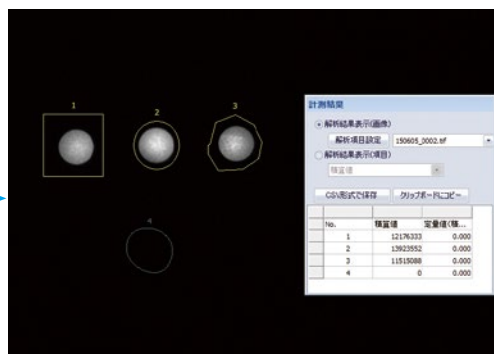 1
2
3
4
計測結果
解析結果表示(画像)
解析項目設定 150605_0002.tif
解析結果表示(項目)
積算値
CSV形式で保存 クリップボードにコピー
No. 積算値 定量値(積...
1 12176333 0.000
2 13923552 0.000
3 11515088 0.000
4 0 0.000